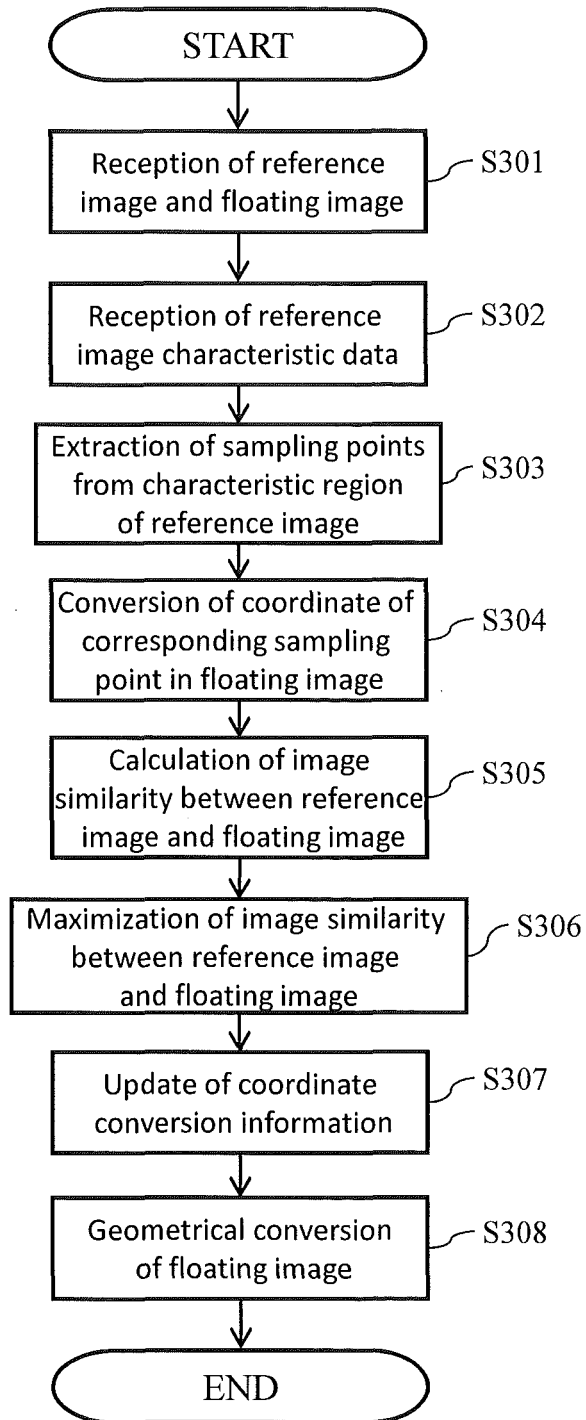 START
Reception of reference
image and floating image
S301
Reception of reference
image characteristic data
S302
Extraction of sampling points
from characteristic region
of reference image
S303
Conversion of coordinate of
corresponding sampling
point in floating image
S304
Calculation of image
similarity between reference
image and floating image
S305
Maximization of image similarity
between reference image
and floating image
S306
Update of coordinate
conversion information
S307
Geometrical conversion
of floating image
S308
END